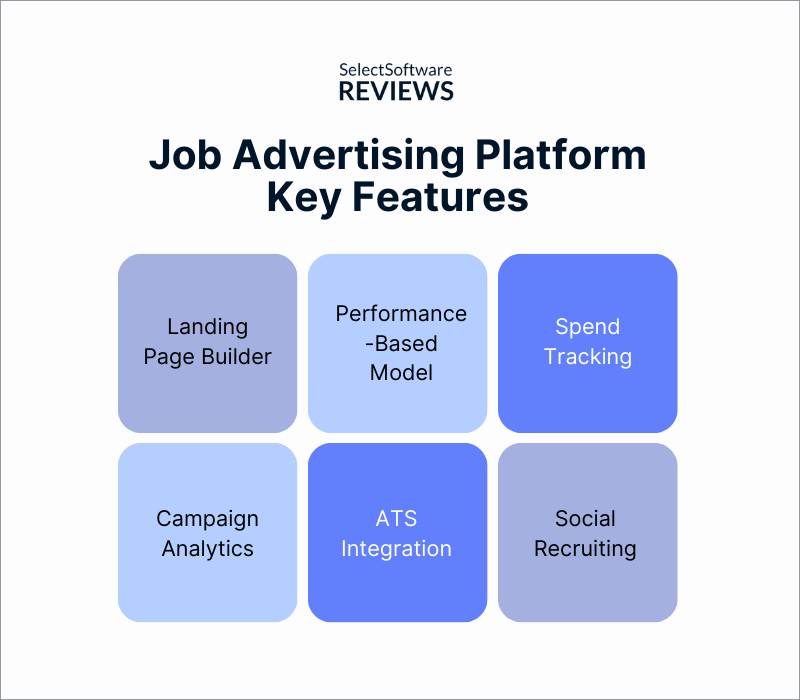 SelectSoftware
REVIEWS
Job Advertising Platform
Key Features
Landing
Page Builder
Performance
-Based
Model
Spend
Tracking
Campaign
Analytics
ATS
Integration
Social
Recruiting